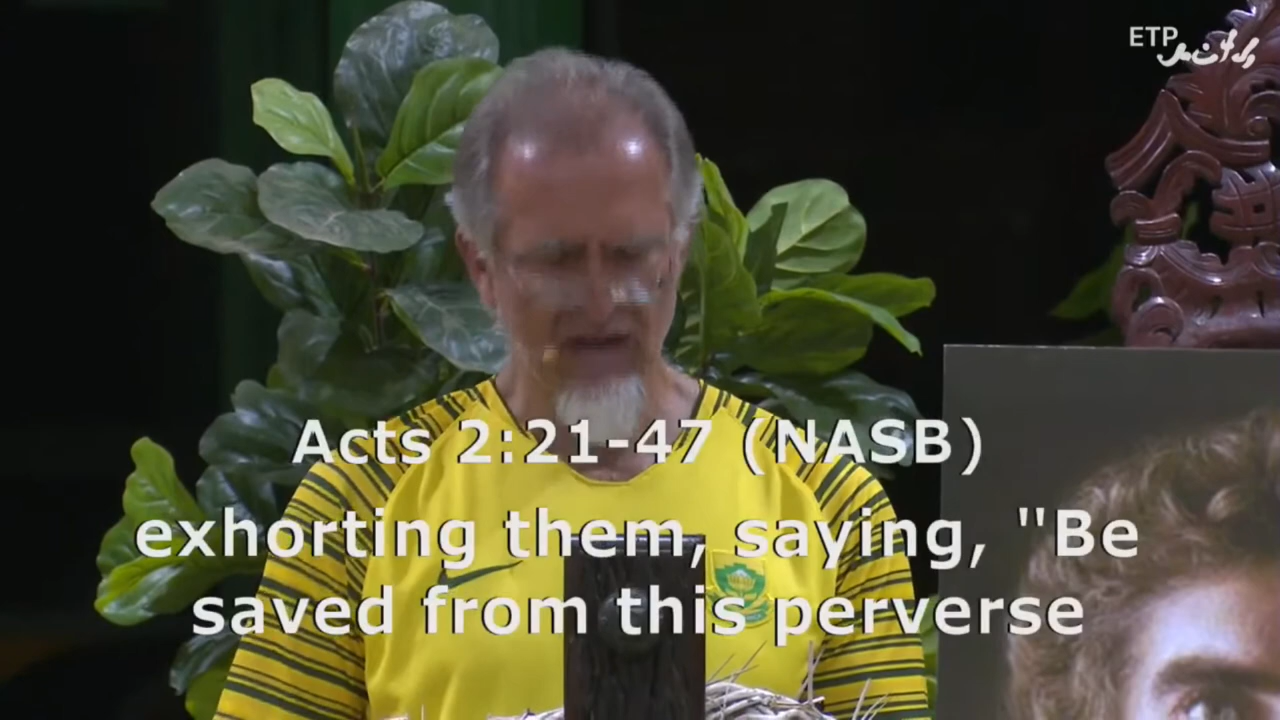 ETP
Acts 2:21-47 (NASB)
exhorting them, saying, "Be
saved from this perverse